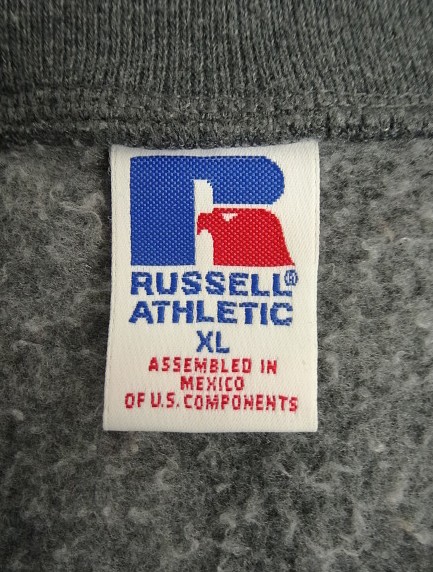 R
RUSSELL®
ATHLETIC
XL
ASSEMBLED IN
MEXICO
OF U.S. COMPONENTS